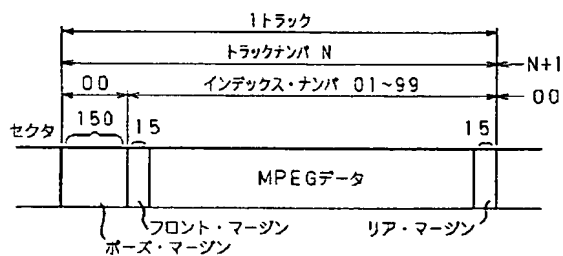 1トラック
トラックナンバ N
N+1
00
インデックス・ナンバ 01~99
00
セクタ
150
15
15
MPEGデータ
フロント・マージン
リア・マージン
ポーズ・マージン